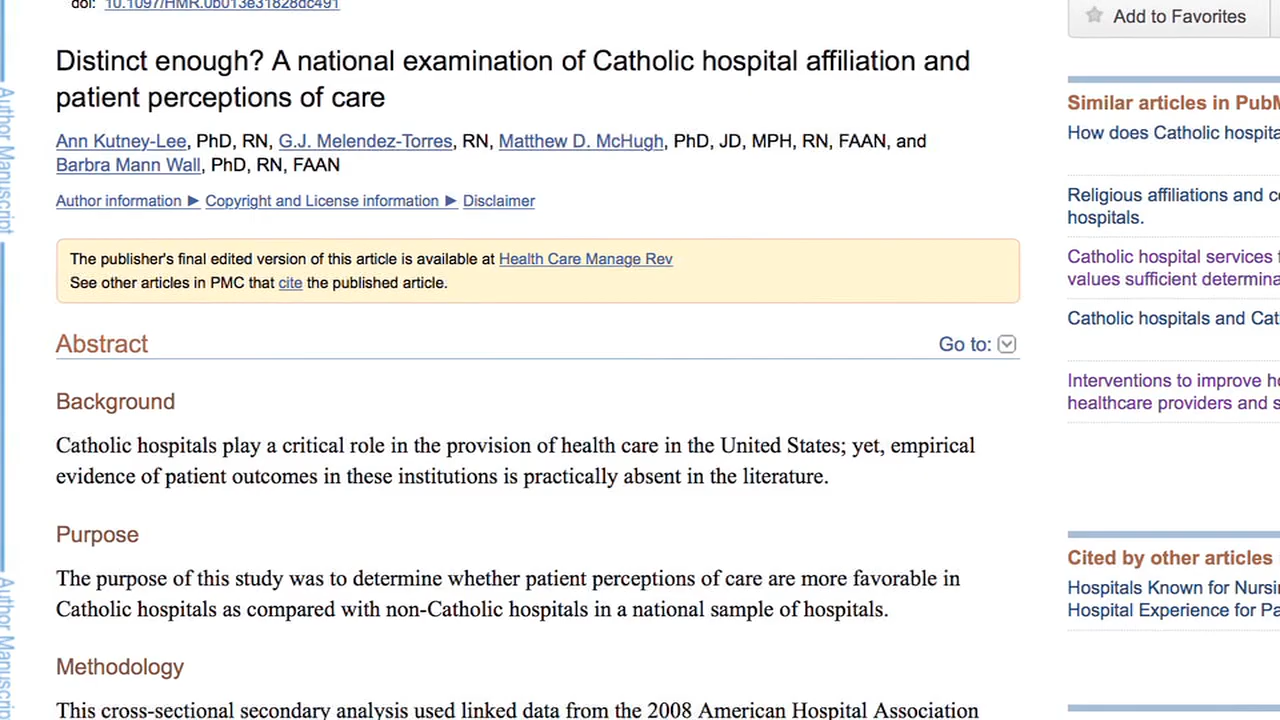 doi: 10.1097/HMR.0b013e31828dc491
Distinct enough? A national examination of Catholic hospital affiliation and
patient perceptions of care
Ann Kutney-Lee, PhD, RN, G.J. Melendez-Torres, RN, Matthew D. McHugh, PhD, JD, MPH, RN, FAAN, and
Barbra Mann Wall, PhD, RN, FAAN
Author information ► Copyright and License information ► Disclaimer
The publisher's final edited version of this article is available at Health Care Manage Rev
See other articles in PMC that cite the published article.
Abstract
Go to:
Background
Catholic hospitals play a critical role in the provision of health care in the United States; yet, empirical
evidence of patient outcomes in these institutions is practically absent in the literature.
Purpose
The purpose of this study was to determine whether patient perceptions of care are more favorable in
Catholic hospitals as compared with non-Catholic hospitals in a national sample of hospitals.
Methodology
This cross-sectional secondary analysis used linked data from the 2008 American Hospital Association
Author Manuscript
Author Manuscript
Add to Favorites
Similar articles in PubM
How does Catholic hospita
Religious affiliations and c
hospitals.
Catholic hospital services f
values sufficient determina
Catholic hospitals and Cat
Interventions to improve h
healthcare providers and s
Cited by other articles
Hospitals Known for Nursi
Hospital Experience for Pa